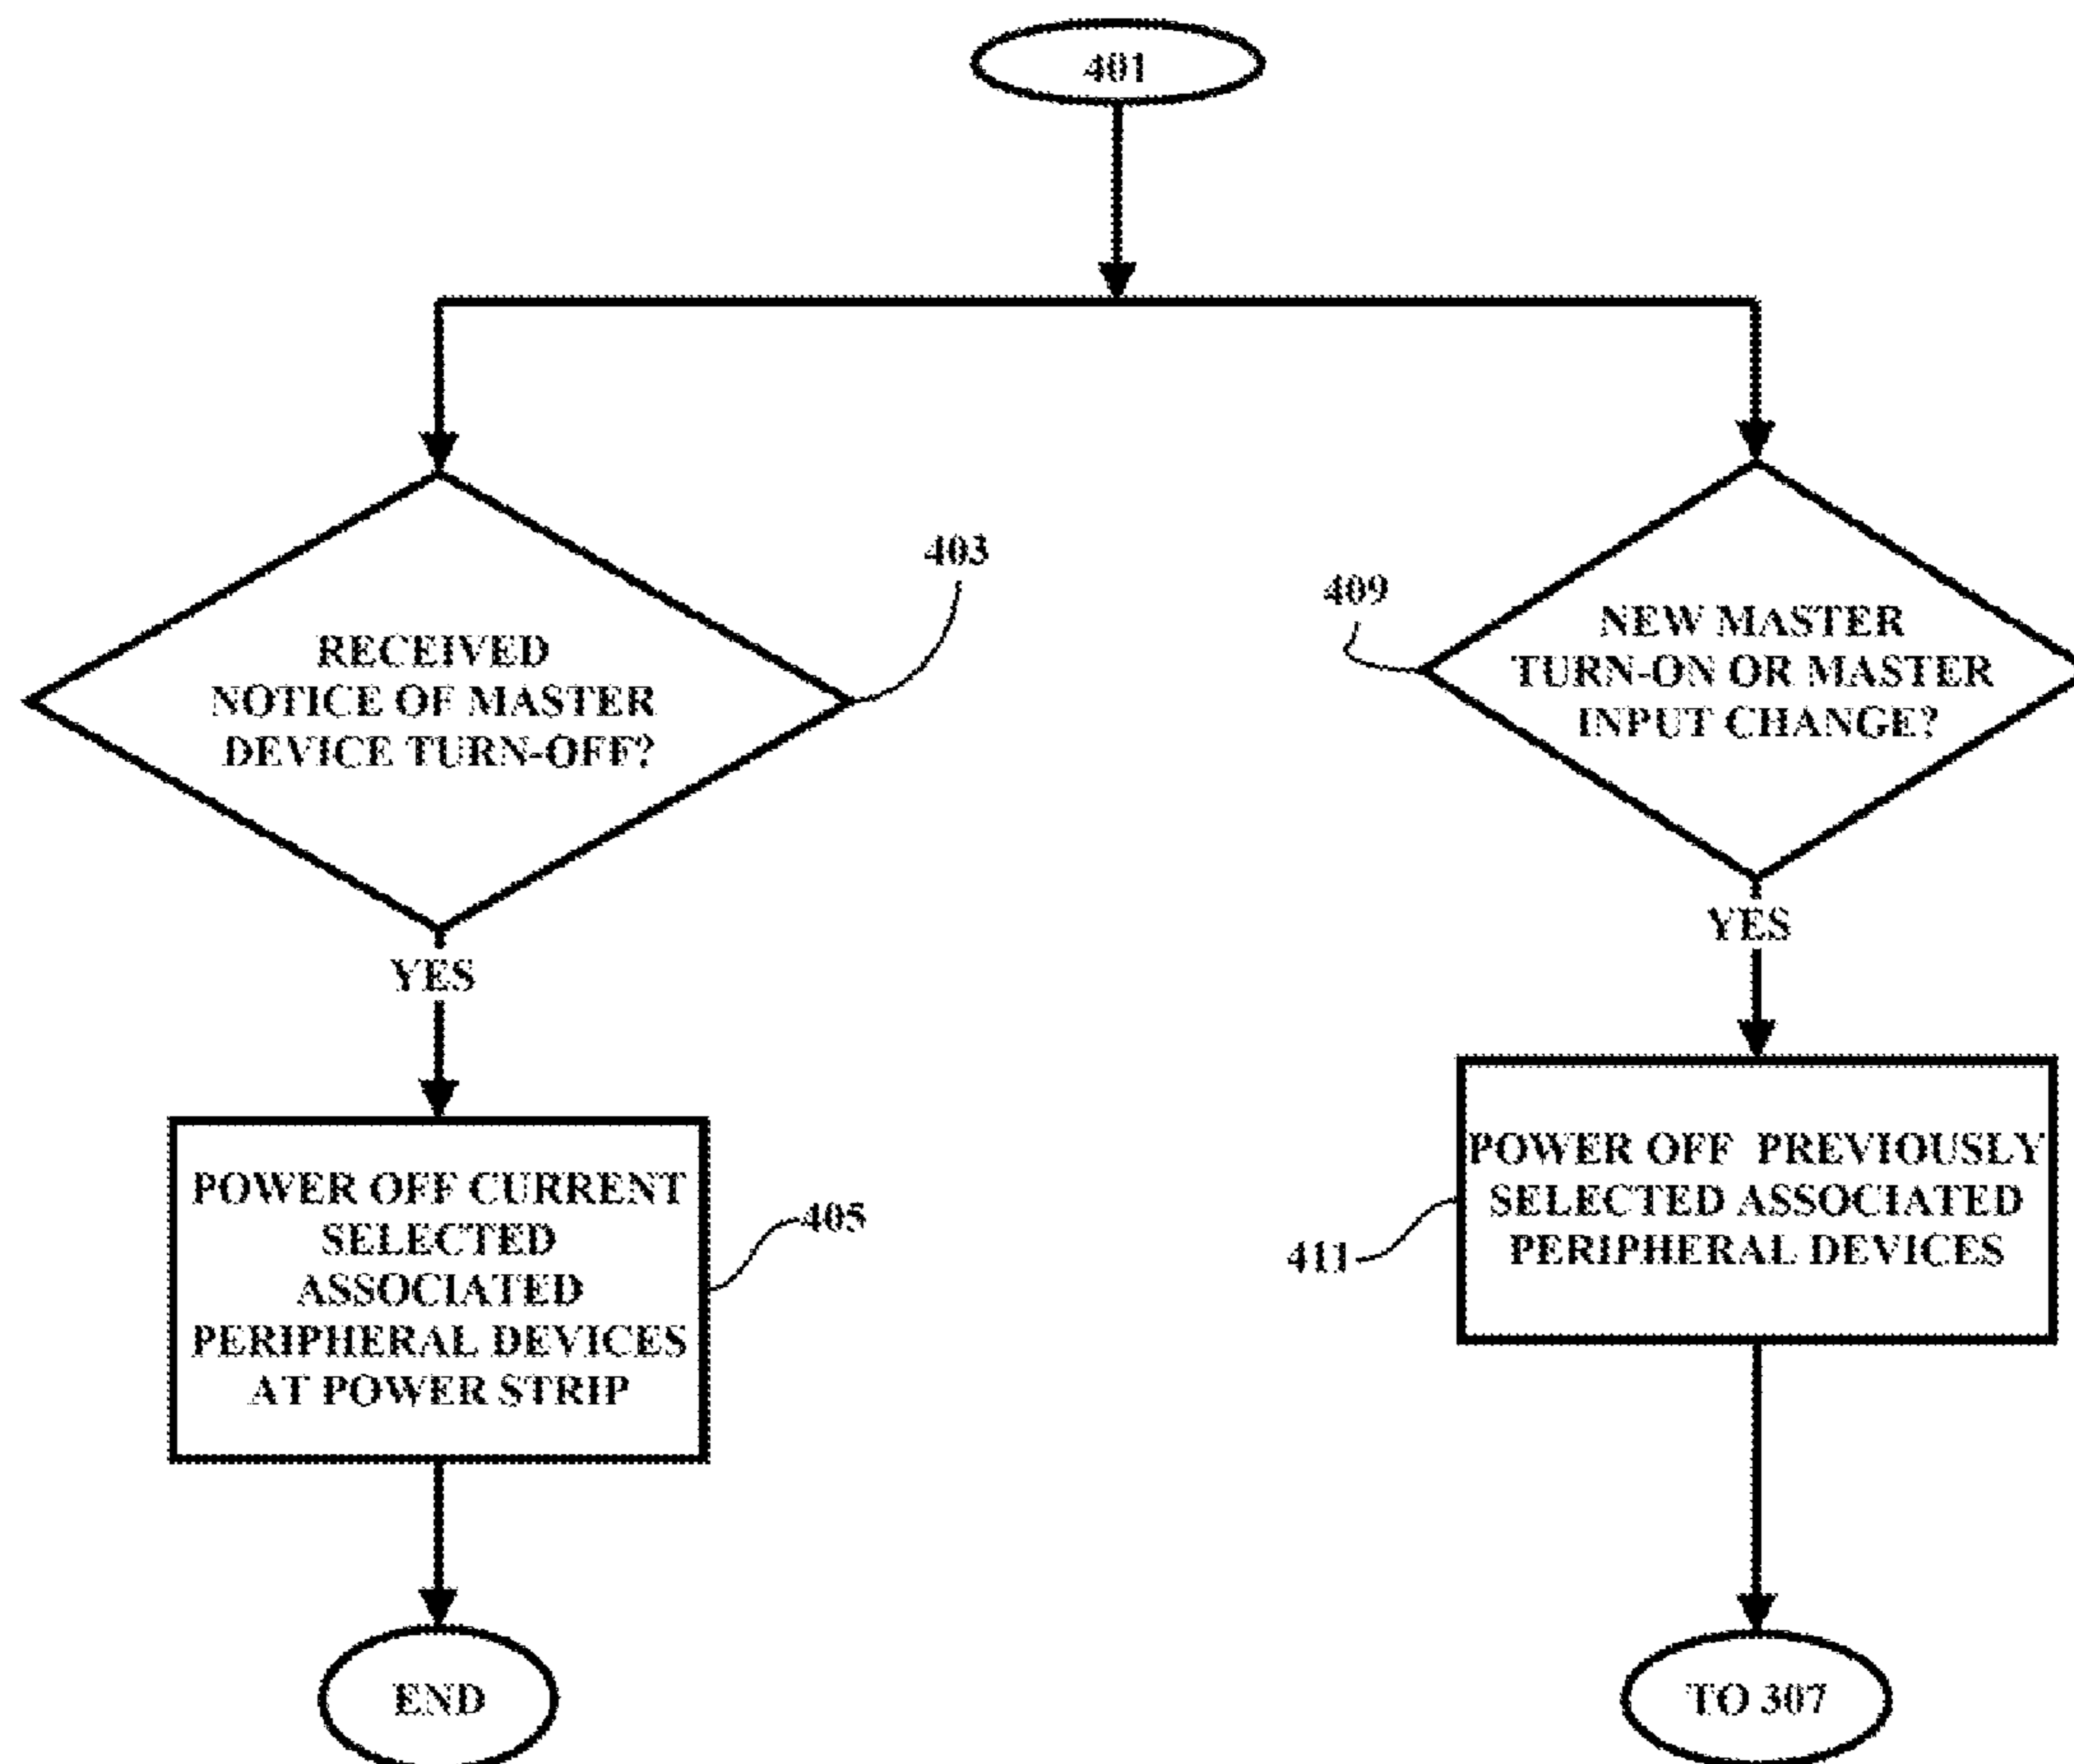 401
403
RECEIVED
NOTICE OF MASTER
DEVICE TURN-OFF?
409
NEW MASTER
TURN-ON OR MASTER
INPUT CHANGE?
YES
YES
POWER OFF CURRENT
SELECTED
ASSOCIATED
PERIPHERAL DEVICES
AT POWER STRIP
405
POWER OFF PREVIOUSLY
SELECTED ASSOCIATED
PERIPHERAL DEVICES
411
END
TO 307